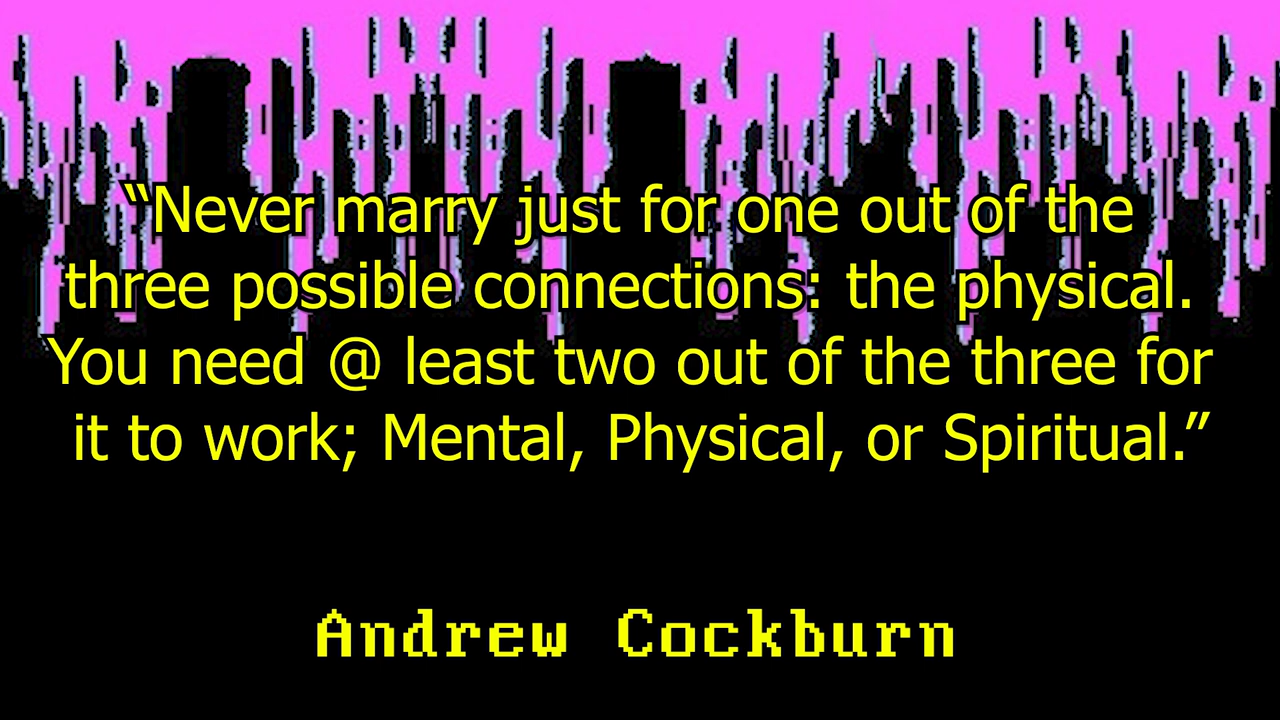 “Never marry just for one out of the
three possible connections: the physical.
You need @ least two out of the three for
it to work; Mental, Physical, or Spiritual.”
Andrew Cockburn